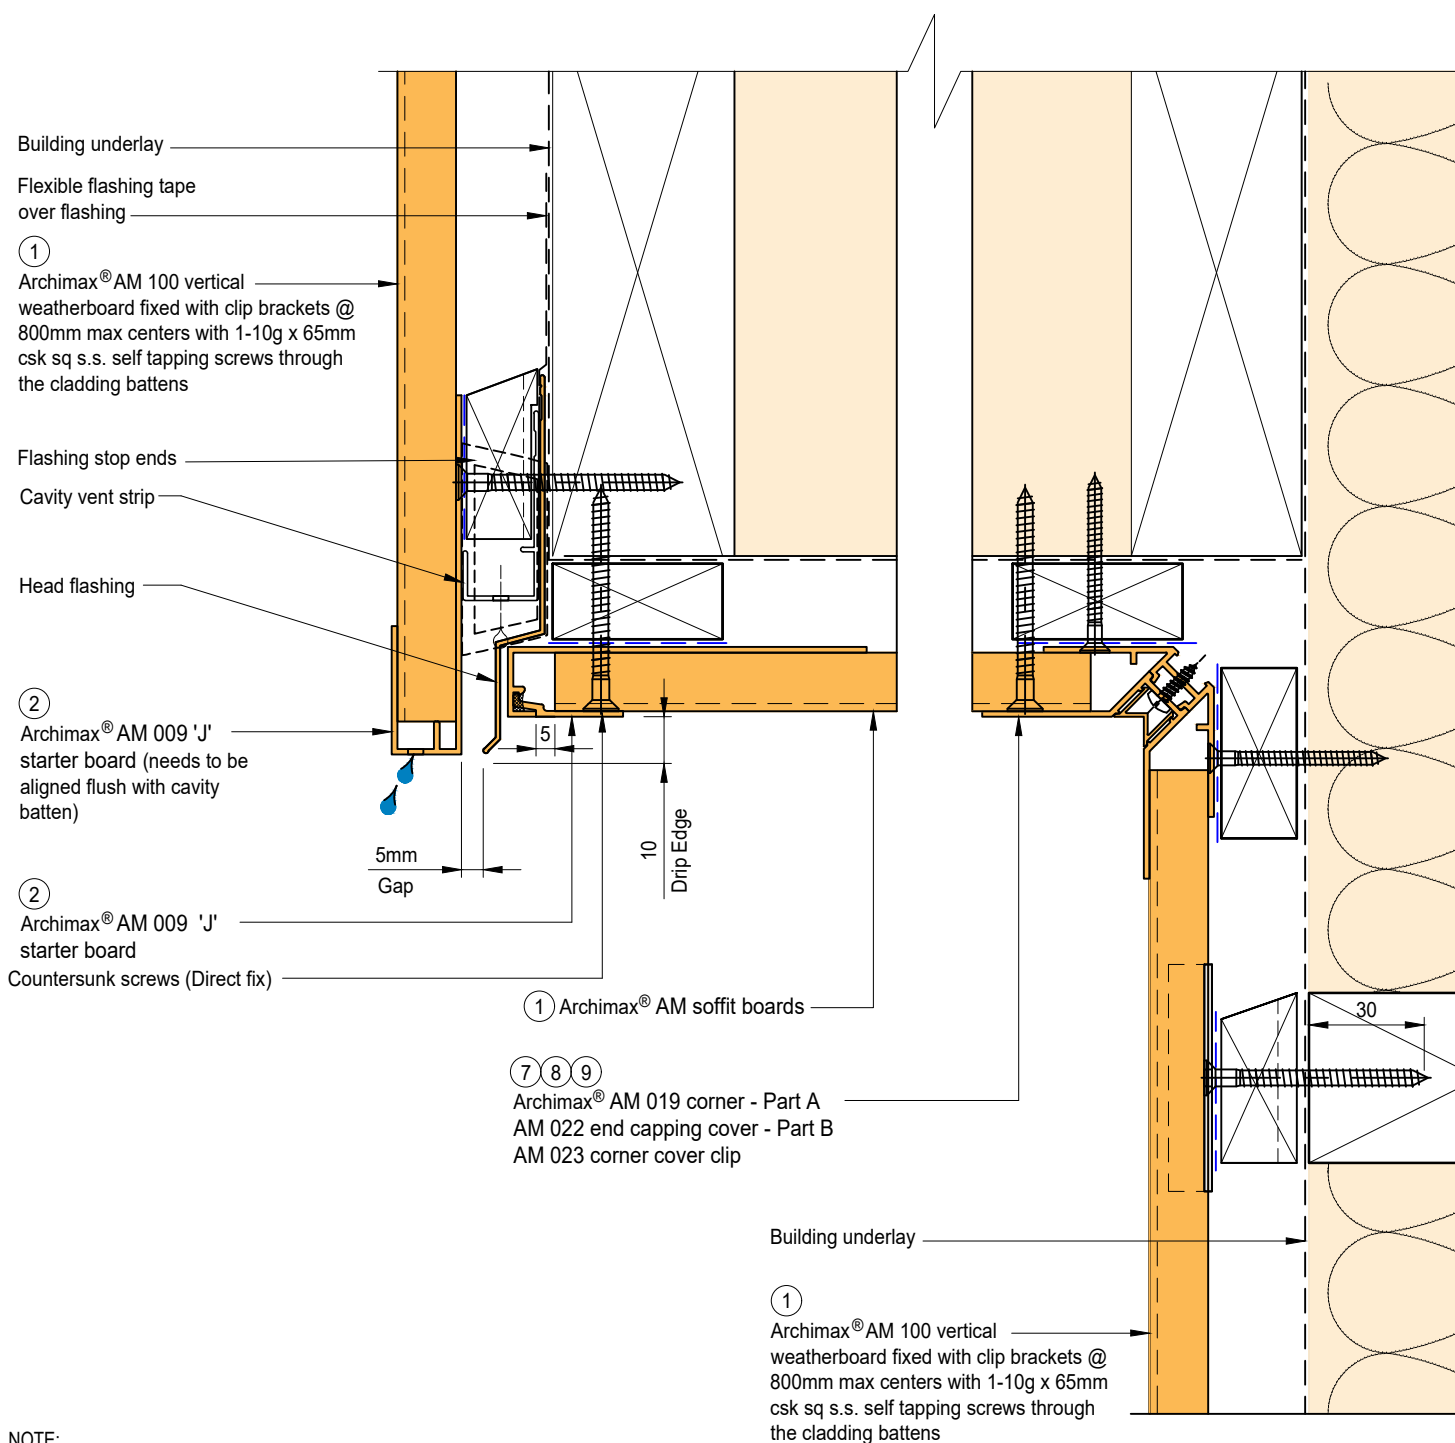 Building underlay
Flexible flashing tape
over flashing
1
Archimax® AM 100 vertical
weatherboard fixed with clip brackets @
800mm max centers with 1-10g x 65mm
csk sq s.s. self tapping screws through
the cladding battens
Flashing stop ends
Cavity vent strip
Head flashing
2
Archimax® AM 009 'J'
starter board (needs to be
aligned flush with cavity
batten)
5
10
Drip Edge
5mm
Gap
2
Archimax® AM 009 'J'
starter board
Countersunk screws (Direct fix)
1 Archimax® AM soffit boards
30
7 8 9
Archimax® AM 019 corner - Part A
AM 022 end capping cover - Part B
AM 023 corner cover clip
Building underlay
1
Archimax® AM 100 vertical
weatherboard fixed with clip brackets @
800mm max centers with 1-10g x 65mm
csk sq s.s. self tapping screws through
the cladding battens
NOTE: